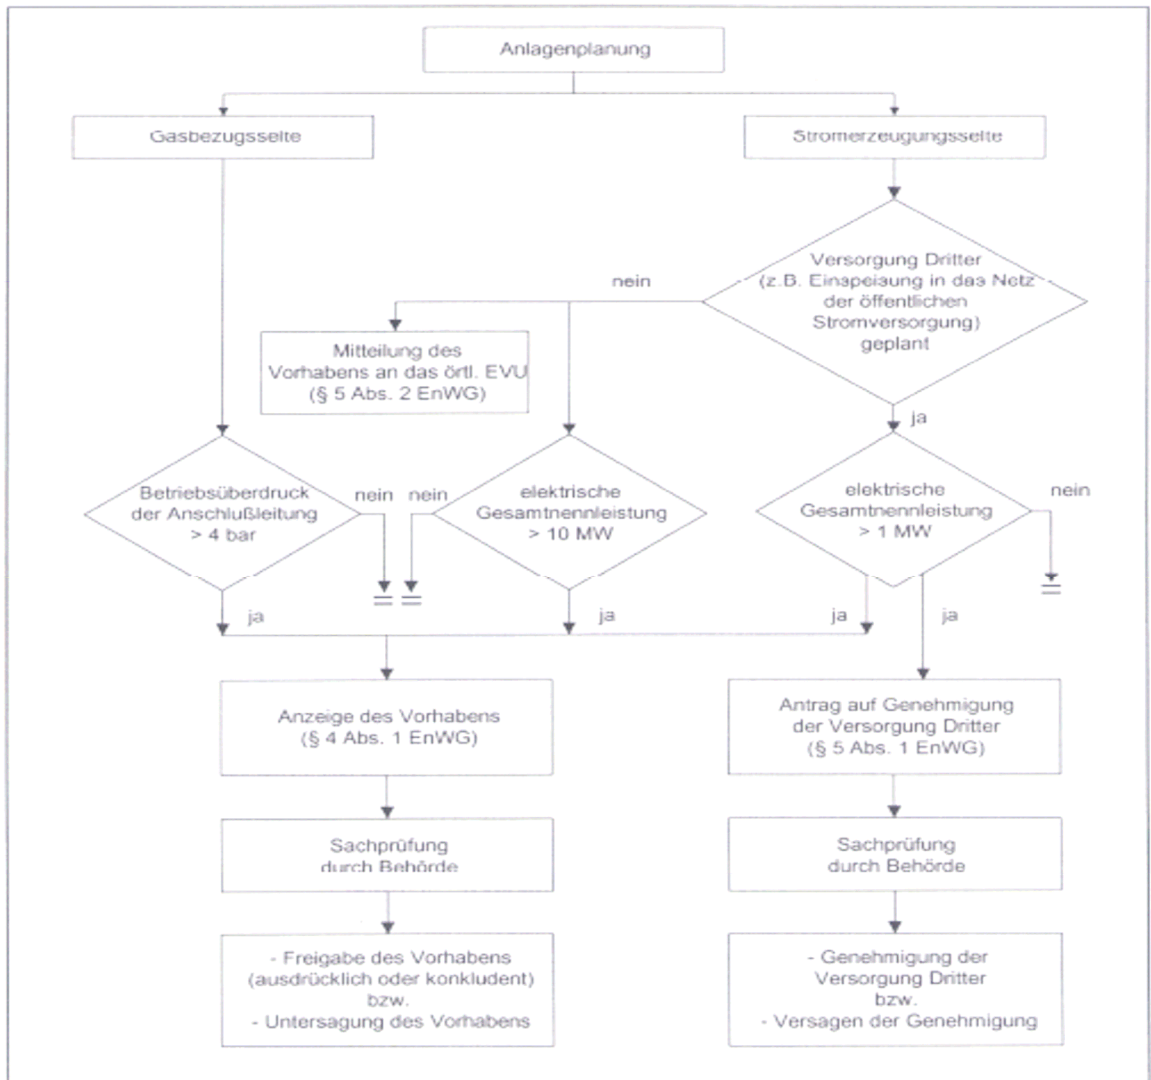 Anlagenplanung
Gasbezugsseite
Stromerzeugungsseite
Versorgung Dritter
(z.B. Einspeisung in das Netz
der öffentlichen
Stromversorgung)
geplant
nein
Mitteilung des
Vorhabens an das örtl. EVU
(§ 5 Abs. 2 EnWG)
ja
Betriebsüberdruck
der Anschlußleitung
> 4 bar
nein
nein
elektrische
Gesamtnennleistung
> 10 MW
elektrische
Gesamtnennleistung
> 1 MW
nein
ja
ja
ja
ja
Anzeige des Vorhabens
(§ 4 Abs. 1 EnWG)
Antrag auf Genehmigung
der Versorgung Dritter
(§ 5 Abs. 1 EnWG)
Sachprüfung
durch Behörde
Sachprüfung
durch Behörde
- Freigabe des Vorhabens
(ausdrücklich oder konkludent)
bzw.
- Untersagung des Vorhabens
- Genehmigung der
Versorgung Dritter
bzw.
- Versagen der Genehmigung